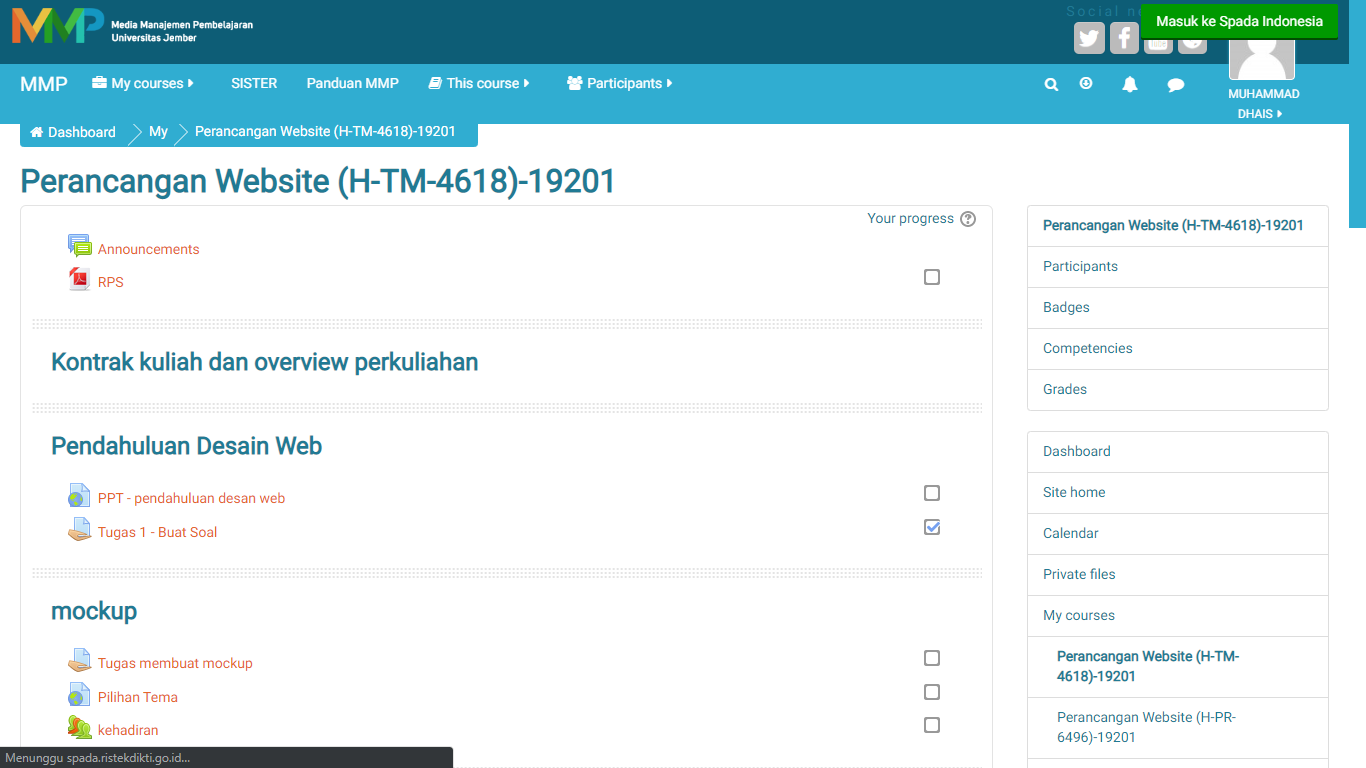 MMP Media Manajemen Pembelajaran
Universitas Jember
Social
Masuk ke Spada Indonesia
MMP My courses SISTER Panduan MMP This course Participants
MUHAMMAD
DHAIS
Dashboard My Perancangan Website (H-TM-4618)-19201
Perancangan Website (H-TM-4618)-19201
Your progress
Announcements
RPS
Kontrak kuliah dan overview perkuliahan
Pendahuluan Desain Web
PPT - pendahuluan desan web
Tugas 1 - Buat Soal
mockup
Tugas membuat mockup
Pilihan Tema
kehadiran
Perancangan Website (H-TM-4618)-19201
Participants
Badges
Competencies
Grades
Dashboard
Site home
Calendar
Private files
My courses
Perancangan Website (H-TM-
4618)-19201
Perancangan Website (H-PR-
6496)-19201
Menunggu spada.ristekdikti.go.id...